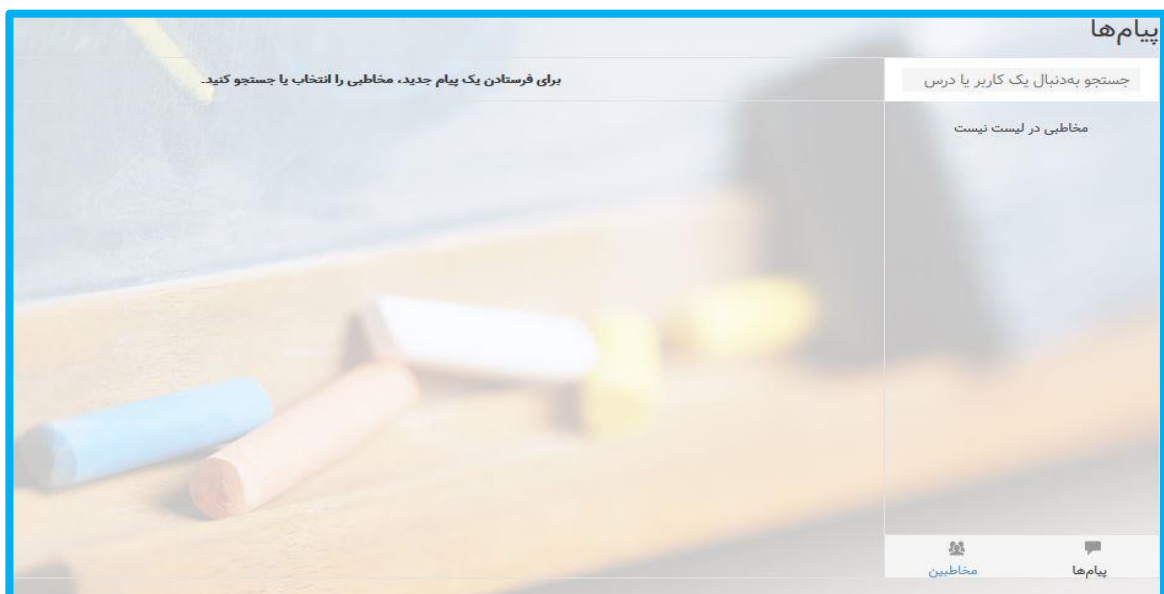 پیام‌ها
جستجو به‌دنبال یک کاربر یا درس
برای فرستادن یک پیام جدید، مخاطبی را انتخاب یا جستجو کنید.
مخاطبی در لیست نیست
پیام‌ها
مخاطبین